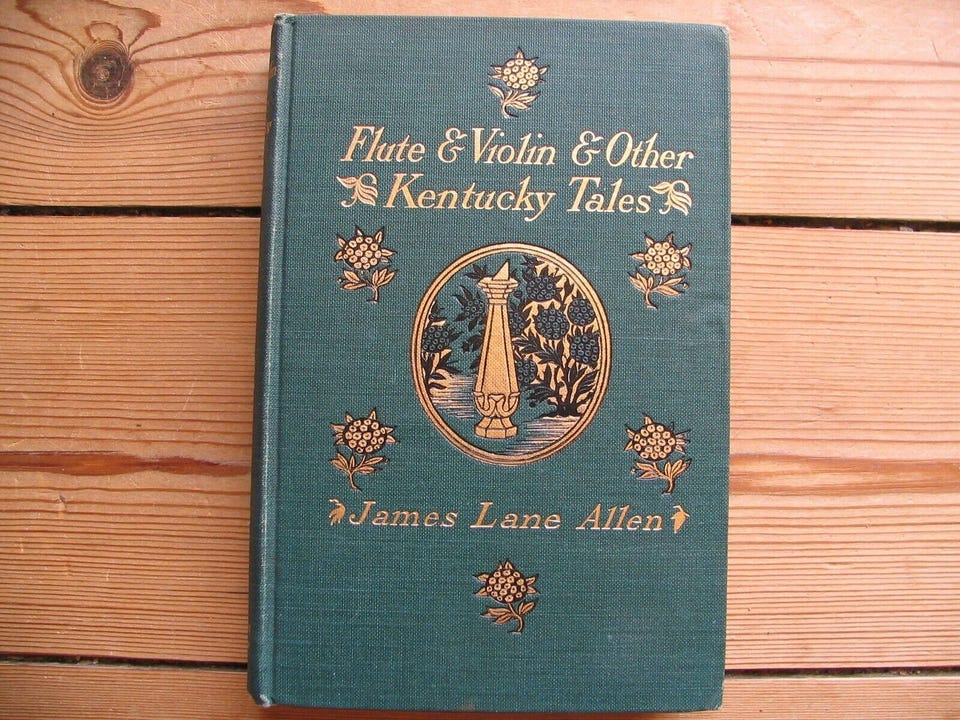 Flute & Violin & Other
Kentucky Tales
James Lane Allen